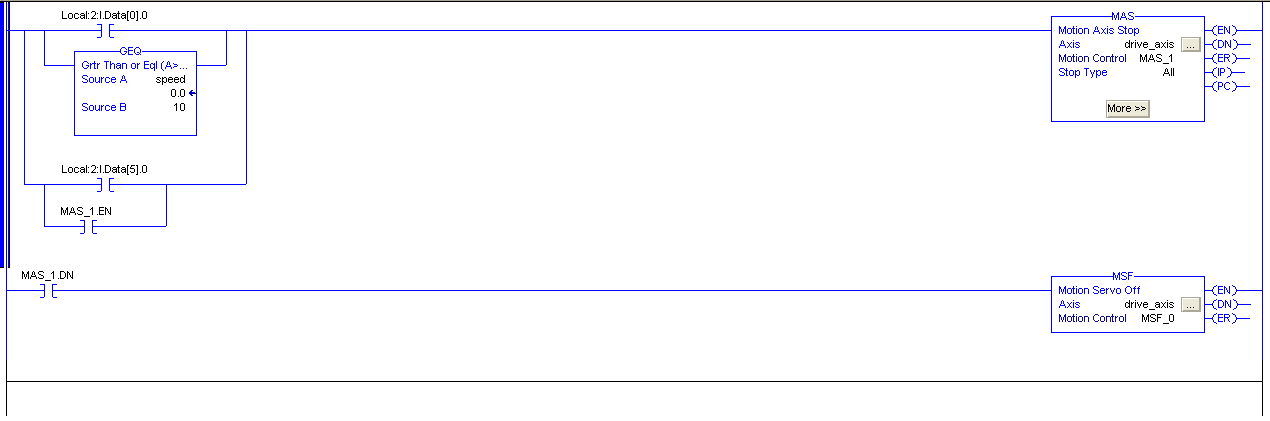 Local:2:I.Data[0].0
MAS
Motion Axis Stop
Axis drive_axis ...
Motion Control MAS_1
Stop Type All
More >>
(EN)
(DN)
(ER)
(IP)
(PC)
GEQ
Grtr Than or Eql (A>...
Source A speed
0.0
Source B 10
Local:2:I.Data[5].0
MAS_1.EN
MAS_1.DN
MSF
Motion Servo Off
Axis drive_axis ...
Motion Control MSF_0
(EN)
(DN)
(ER)